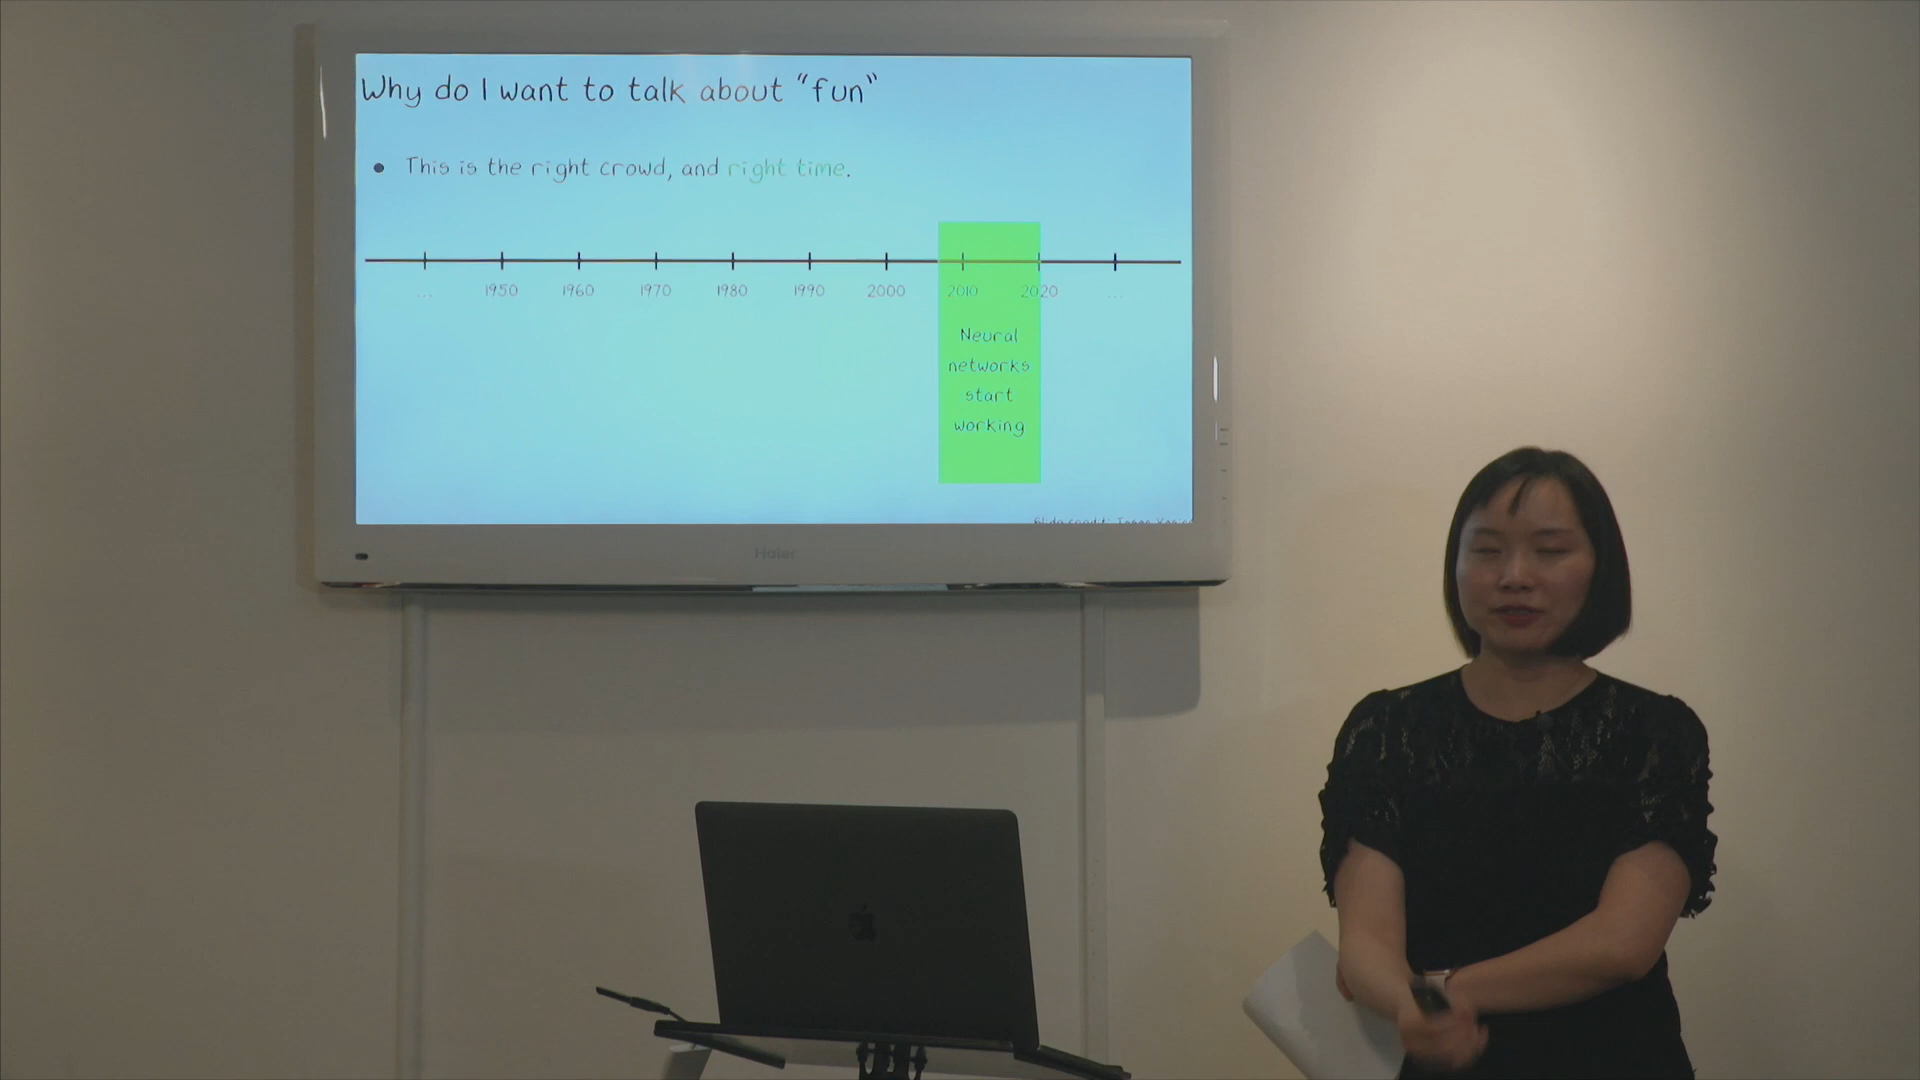 Why do I want to talk about “fun”
● This is the right crowd, and right time.
... 1950 1960 1970 1980 1990 2000 2010 2020 ...
Neural
networks
start
working
Haier